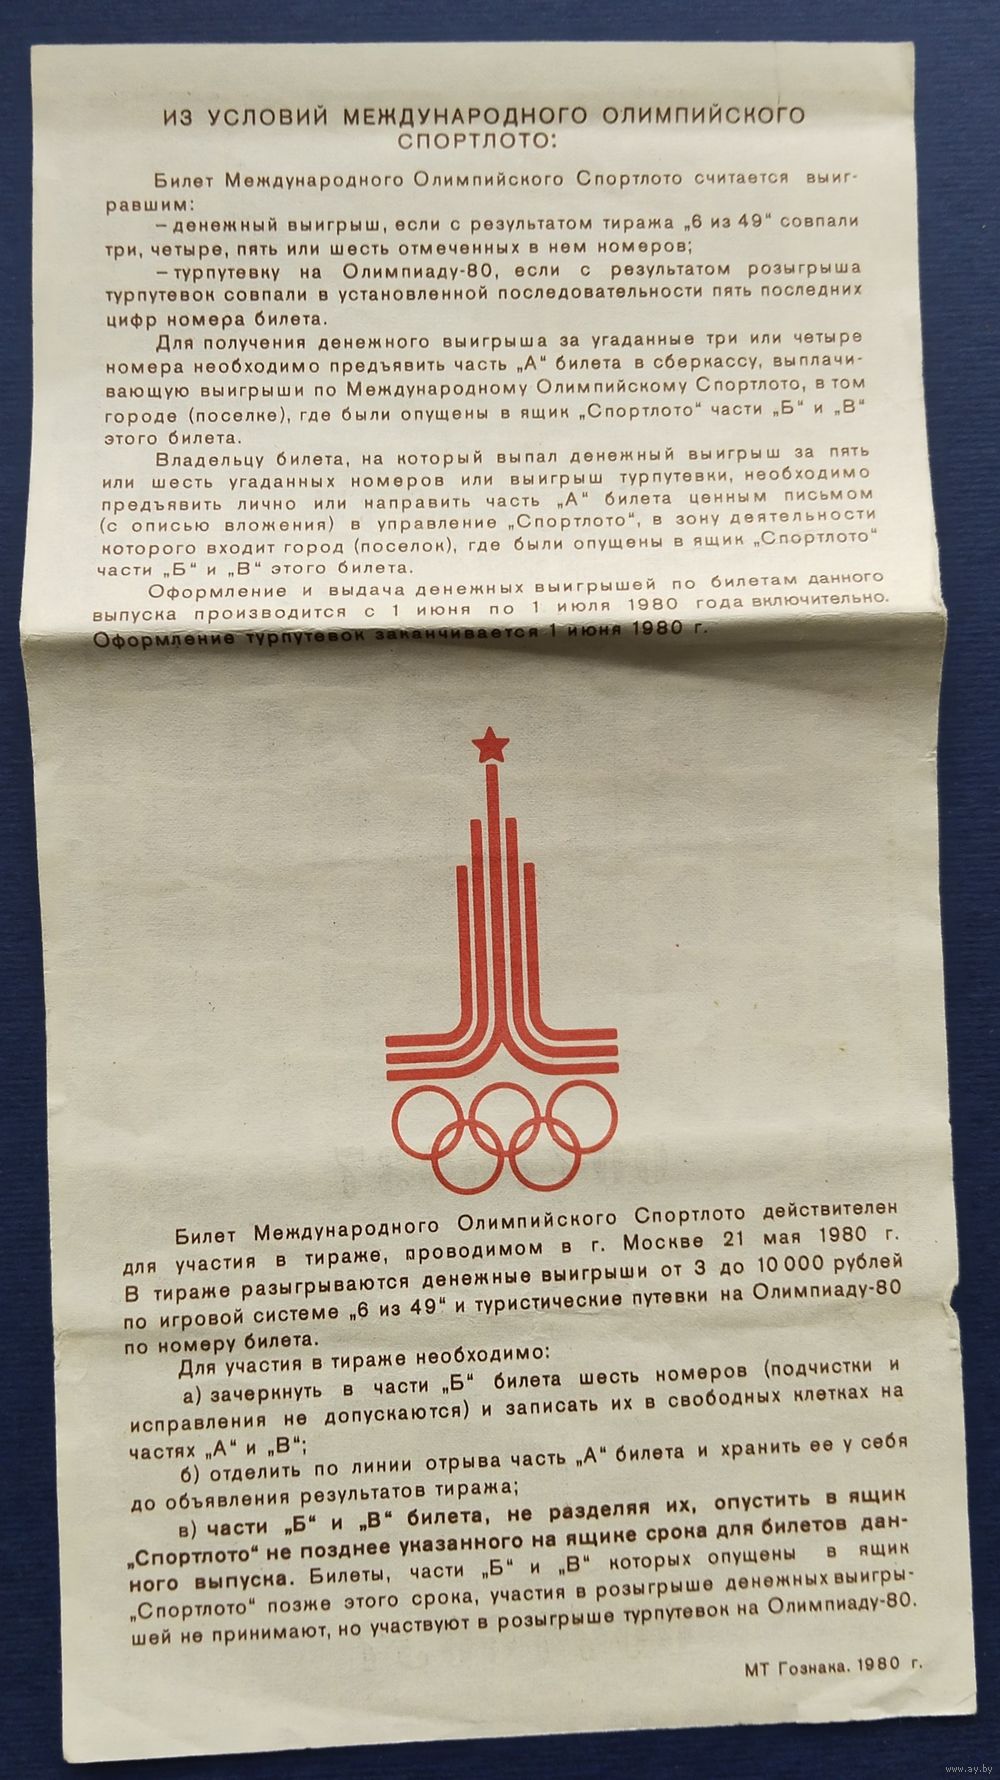 ИЗ УСЛОВИЙ МЕЖДУНАРОДНОГО ОЛИМПИЙСКОГО
СПОРТЛОТО:
Билет Международного Олимпийского Спортлото считается выиг-
равшим:
– денежный выигрыш, если с результатом тиража „6 из 49“ совпали
три, четыре, пять или шесть отмеченных в нем номеров;
– турпутевку на Олимпиаду-80, если с результатом розыгрыша
турпутевок совпали в установленной последовательности пять последних
цифр номера билета.
Для получения денежного выигрыша за угаданные три или четыре
номера необходимо предъявить часть „А“ билета в сберкассу, выплачи-
вающую выигрыши по Международному Олимпийскому Спортлото, в том
городе (поселке), где были опущены в ящик „Спортлото“ части „Б“ и „В“
этого билета.
Владельцу билета, на который выпал денежный выигрыш за пять
или шесть угаданных номеров или выигрыш турпутевки, необходимо
предъявить лично или направить часть „А“ билета ценным письмом
(с описью вложения) в управление „Спортлото“, в зону деятельности
которого входит город (поселок), где были опущены в ящик „Спортлото“
части „Б“ и „В“ этого билета.
Оформление и выдача денежных выигрышей по билетам данного
выпуска производится с 1 июня по 1 июля 1980 года включительно.
Оформление турпутевок заканчивается 1 июня 1980 г.
Билет Международного Олимпийского Спортлото действителен
для участия в тираже, проводимом в г. Москве 21 мая 1980 г.
В тираже разыгрываются денежные выигрыши от 3 до 10 000 рублей
по игровой системе „6 из 49“ и туристические путевки на Олимпиаду-80
по номеру билета.
Для участия в тираже необходимо:
а) зачеркнуть в части „Б“ билета шесть номеров (подчистки и
исправления не допускаются) и записать их в свободных клетках на
частях „А“ и „В“;
б) отделить по линии отрыва часть „А“ билета и хранить ее у себя
до объявления результатов тиража;
в) части „Б“ и „В“ билета, не разделяя их, опустить в ящик
„Спортлото“ не позднее указанного на ящике срока для билетов дан-
ного выпуска. Билеты, части „Б“ и „В“ которых опущены в ящик
„Спортлото“ позже этого срока, участия в розыгрыше денежных выигры-
шей не принимают, но участвуют в розыгрыше турпутевок на Олимпиаду-80.
МТ Гознака. 1980 г.
www.ay.by